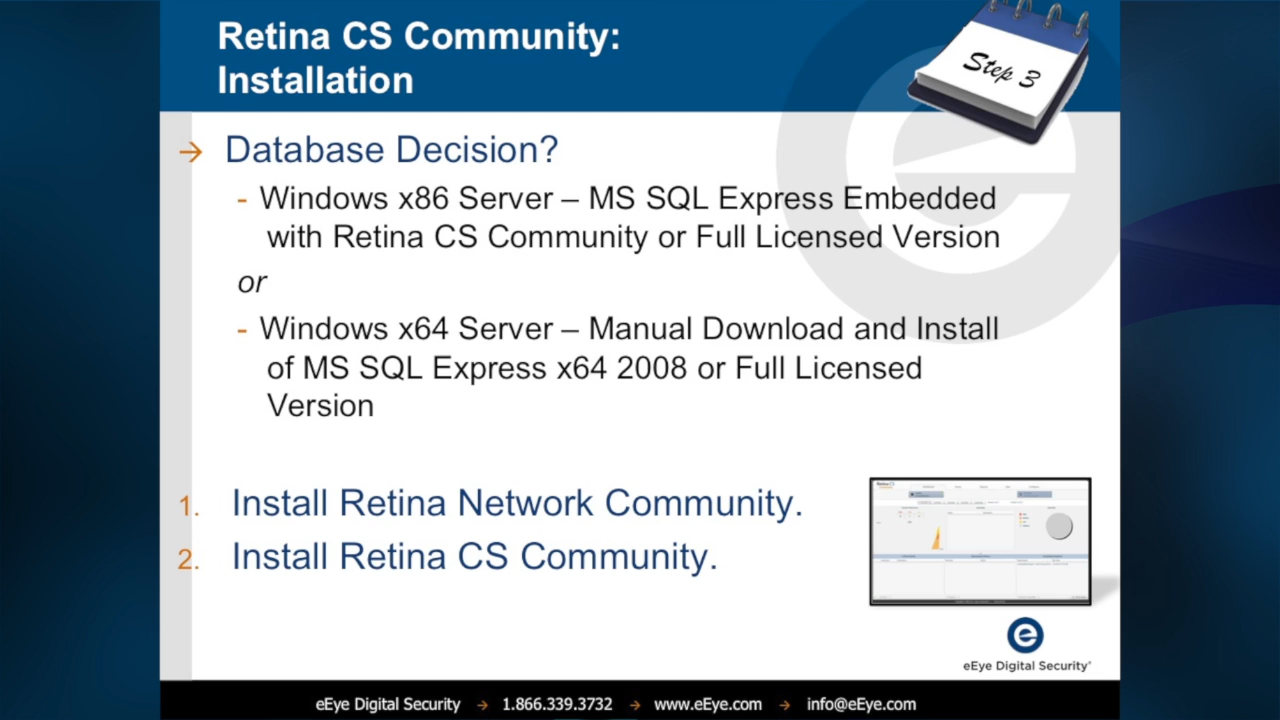 Retina CS Community:
Installation
Step 3
→ Database Decision?
- Windows x86 Server – MS SQL Express Embedded
with Retina CS Community or Full Licensed Version
or
- Windows x64 Server – Manual Download and Install
of MS SQL Express x64 2008 or Full Licensed
Version
1. Install Retina Network Community.
2. Install Retina CS Community.
eEye Digital Security
eEye Digital Security → 1.866.339.3732 → www.eEye.com → info@eEye.com